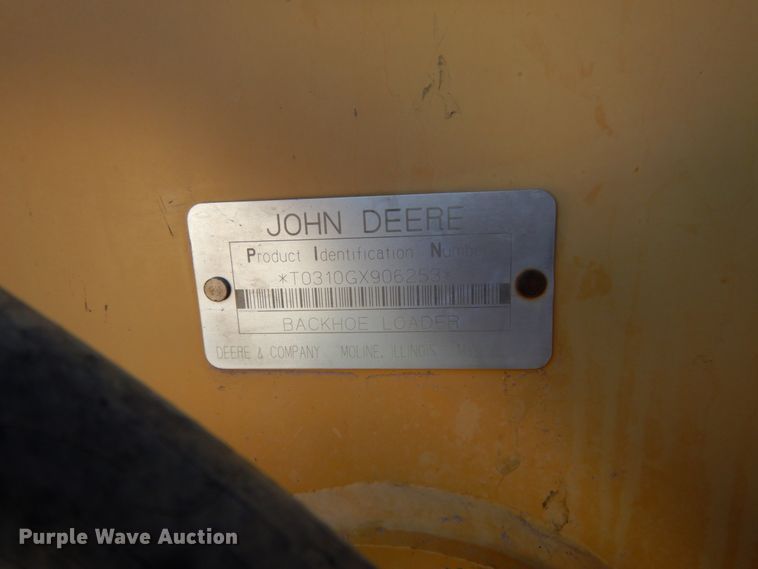 JOHN DEERE
Product Identification Number
*T0310GX906253*
BACKHOE LOADER
DEERE & COMPANY MOLINE, ILLINOIS
Purple Wave Auction